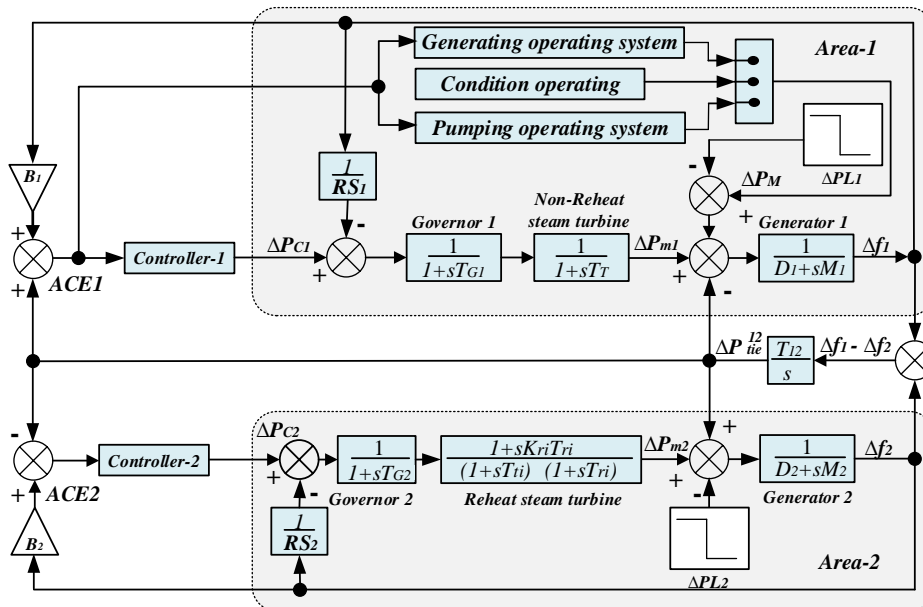 Generating operating system
Area-1
Condition operating
Pumping operating system
B1
1
RS1
-
ΔPM
ΔPL1
-
+
Non-Reheat
steam turbine
Governor 1
Generator 1
+
+
ACE1
Controller-1
ΔPC1
+
-
1
1+sTG1
1
1+sTT
ΔPm1
+
-
1
D1+sM1
Δf1
ΔP 12 tie
T12
s
Δf1 - Δf2
-
+
ACE2
Controller-2
ΔPC2
+
-
1
1+sTG2
Governor 2
1+sKriTri
(1+sTti) (1+sTri)
Reheat steam turbine
ΔPm2
+
+
-
1
D2+sM2
Generator 2
Δf2
B2
1
RS2
ΔPL2
Area-2